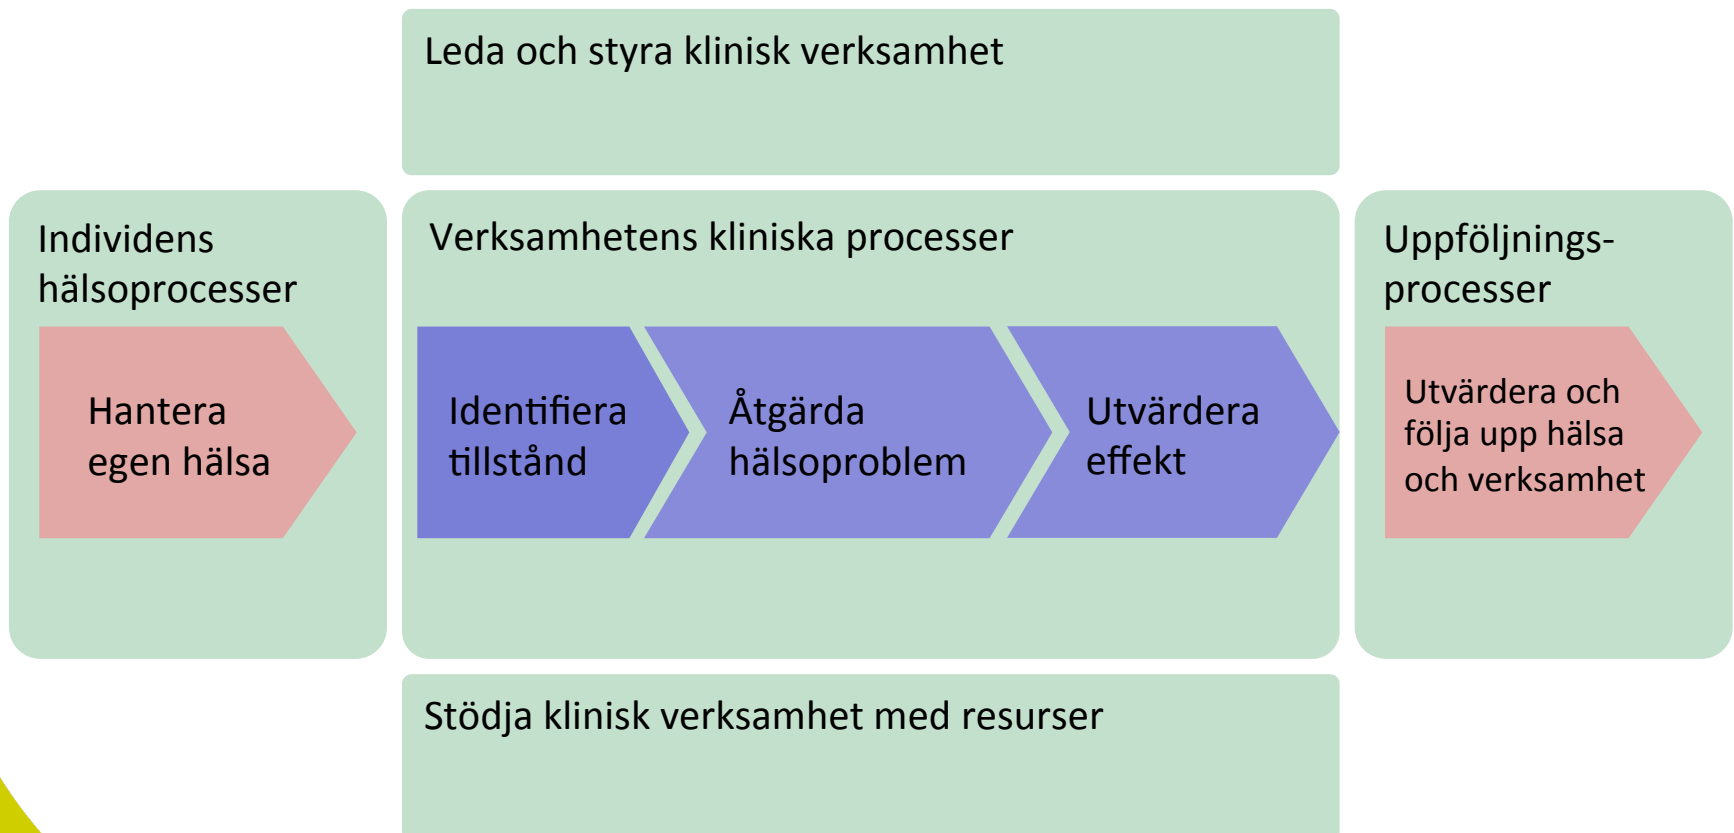 Leda och styra klinisk verksamhet
Individens
hälsoprocesser
Hantera
egen hälsa
Verksamhetens kliniska processer
Identifiera
tillstånd
Åtgärda
hälsoproblem
Utvärdera
effekt
Uppföljnings-
processer
Utvärdera och
följa upp hälsa
och verksamhet
Stödja klinisk verksamhet med resurser